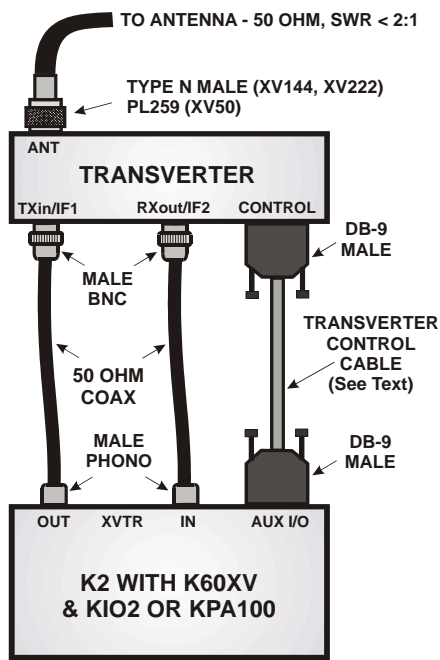 TO ANTENNA - 50 OHM, SWR < 2:1
TYPE N MALE (XV144, XV222)
PL259 (XV50)
ANT
TRANSVERTER
TXin/IF1 RXout/IF2 CONTROL
DB-9
MALE
MALE
BNC
TRANSVERTER
CONTROL
CABLE
(See Text)
50 OHM
COAX
MALE
PHONO
DB-9
MALE
OUT XVTR IN AUX I/O
K2 WITH K60XV
& KIO2 OR KPA100